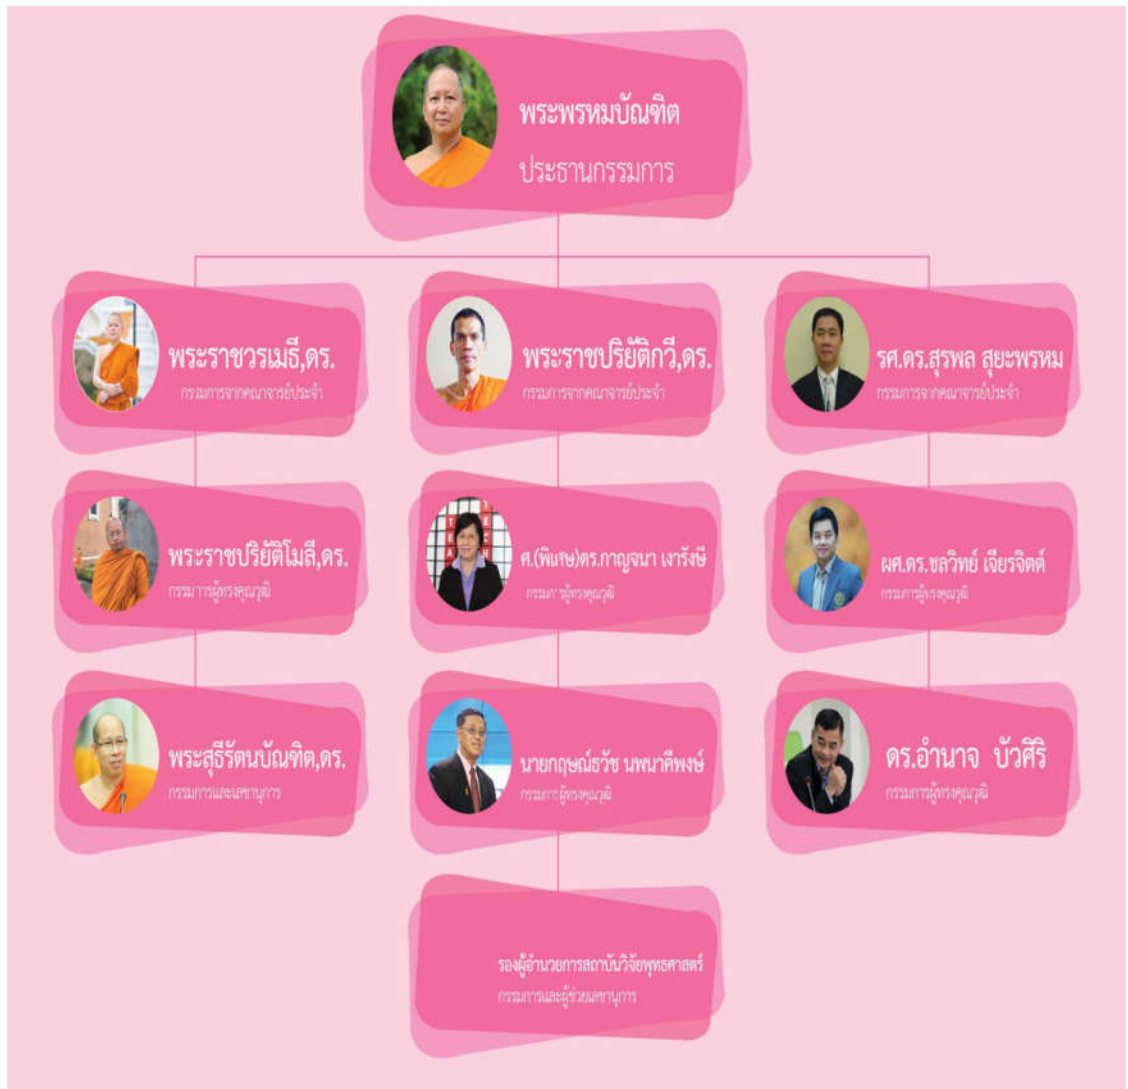 พระพรหมบัณฑิต
ประธานกรรมการ
พระราชวรเมธี,ดร.
กรรมการจากคณาจารย์ประจำ
พระราชปริยัติกวี,ดร.
กรรมการจากคณาจารย์ประจำ
รศ.ดร.สุรพล สุยะพรหม
กรรมการจากคณาจารย์ประจำ
พระราชปริยัติโมลี,ดร.
กรรมการผู้ทรงคุณวุฒิ
ศ.(พิเศษ)ดร.กาญจนา เงารังษี
กรรมการผู้ทรงคุณวุฒิ
ผศ.ดร.ชลวิทย์ เจียรจิตต์
กรรมการผู้ทรงคุณวุฒิ
พระสุธีรัตนบัณฑิต,ดร.
กรรมการและเลขานุการ
นายกฤษณ์ธวัช นพนาคีพงษ์
กรรมการผู้ทรงคุณวุฒิ
ดร.อำนาจ บัวศิริ
กรรมการผู้ทรงคุณวุฒิ
รองผู้อำนวยการสถาบันวิจัยพุทธศาสตร์
กรรมการและผู้ช่วยเลขานุการ